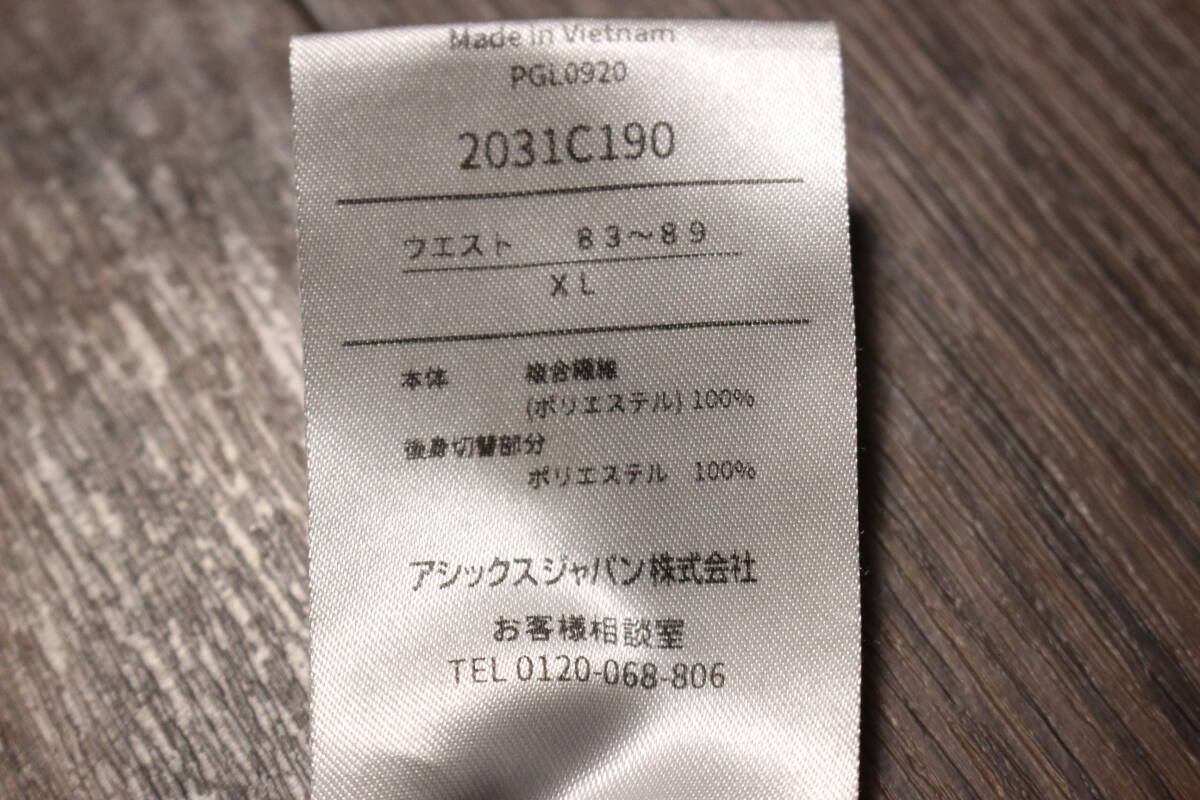 Made in Vietnam
PGL0920
2031C190
ウエスト　８３〜８９
ＸＬ
本体　複合繊維
(ポリエステル) 100%
後身切替部分
ポリエステル　100%
アシックスジャパン株式会社
お客様相談室
TEL 0120-068-806